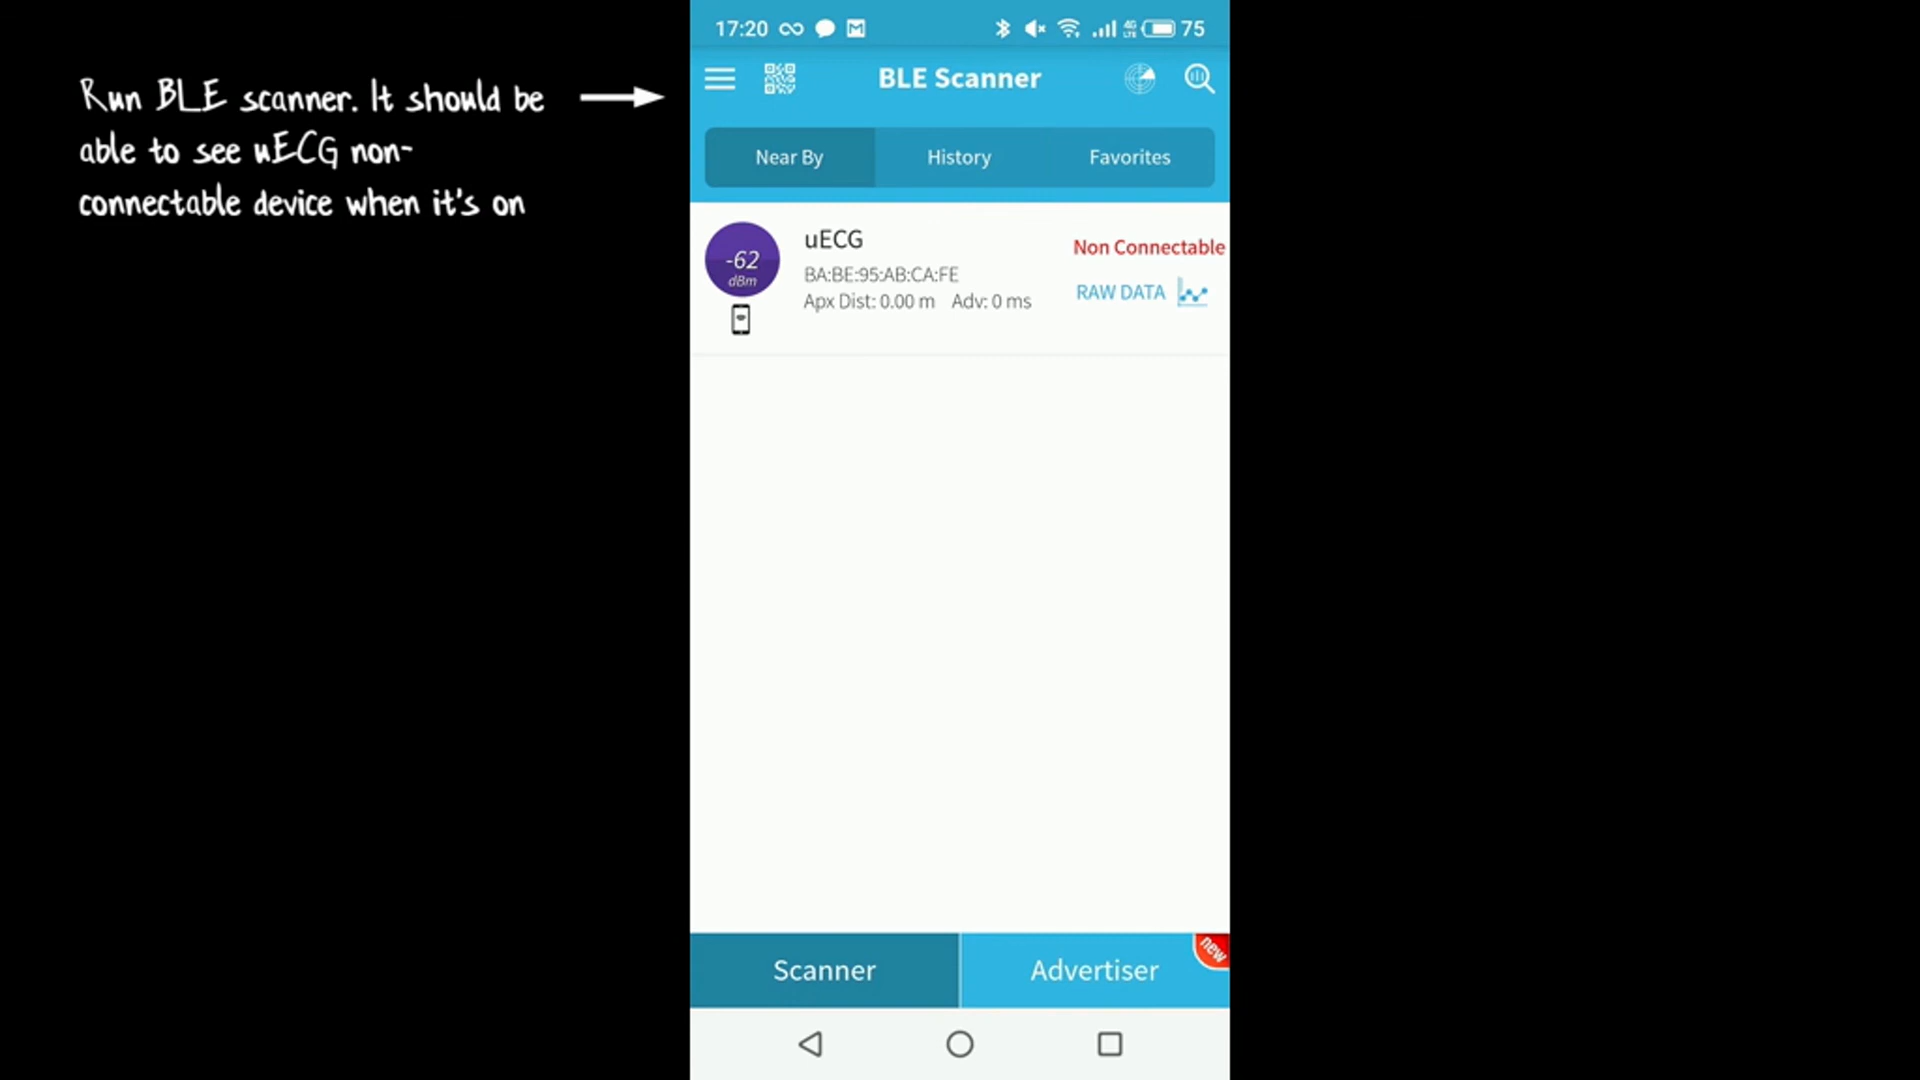 Run BLE scanner. It should be
able to see uECG non-
connectable device when it's on
17:20
4G
LTE
75
BLE Scanner
Near By
History
Favorites
-62
dBm
uECG
BA:BE:95:AB:CA:FE
Apx Dist: 0.00 m Adv: 0 ms
Non Connectable
RAW DATA
Scanner
Advertiser
new